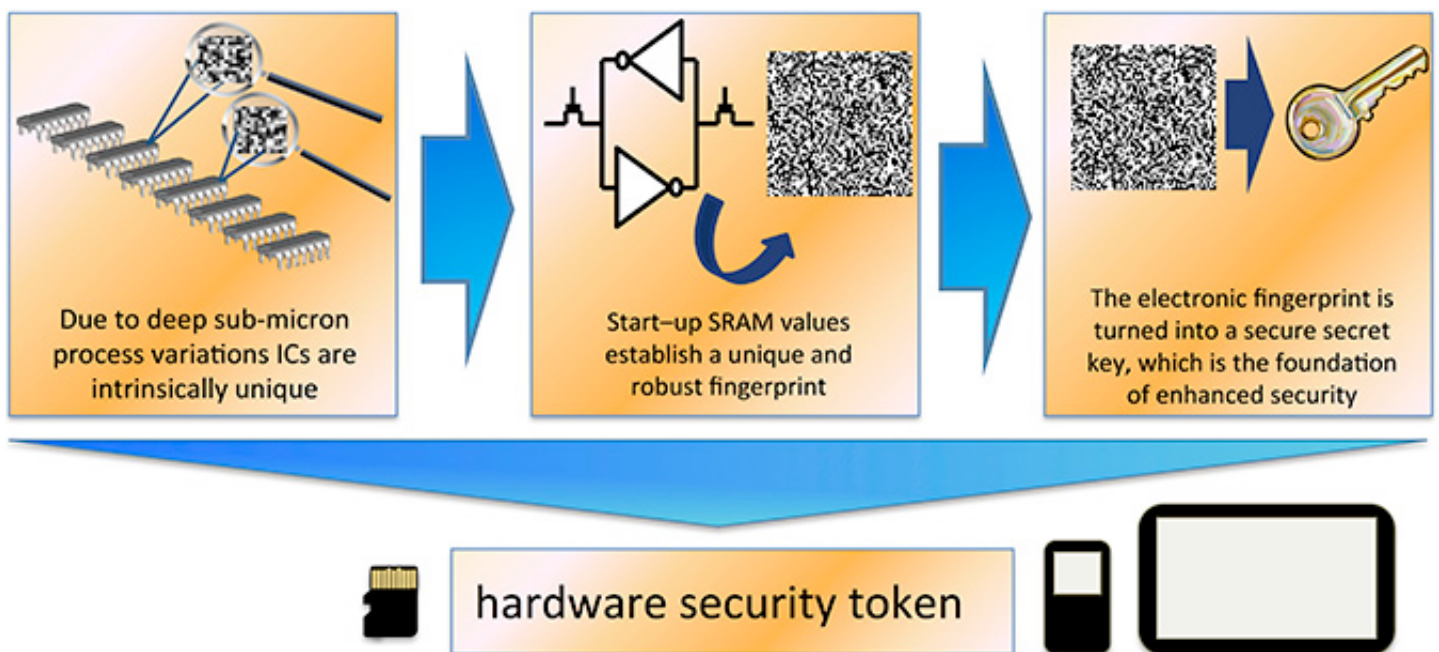 Due to deep sub-micron
process variations ICs are
intrinsically unique
Start–up SRAM values
establish a unique and
robust fingerprint
The electronic fingerprint is
turned into a secure secret
key, which is the foundation
of enhanced security
hardware security token